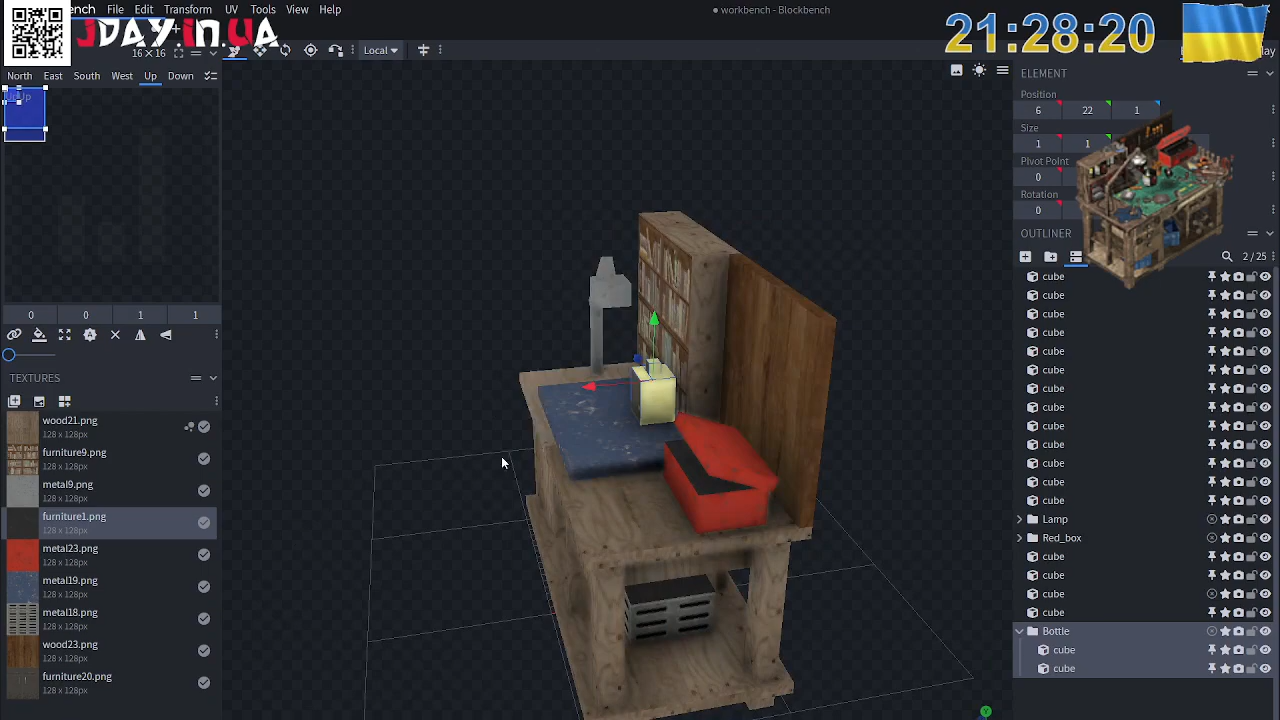 bench File Edit Transform UV Tools View Help
workbench - Blockbench
JDAY.IN.UA
21:28:20
16×16
Local
North East South West Up Down
0 0 1 1
TEXTURES
wood21.png
128 x 128px
furniture9.png
128 x 128px
metal9.png
128 x 128px
furniture1.png
128 x 128px
metal23.png
128 x 128px
metal19.png
128 x 128px
metal18.png
128 x 128px
wood23.png
128 x 128px
furniture20.png
128 x 128px
ELEMENT
Position
6 22 1
Size
1 1
Pivot Point
0
Rotation
0
OUTLINER
2 / 25
cube
cube
cube
cube
cube
cube
cube
cube
cube
cube
cube
cube
cube
Lamp
Red_box
cube
cube
cube
cube
Bottle
cube
cube